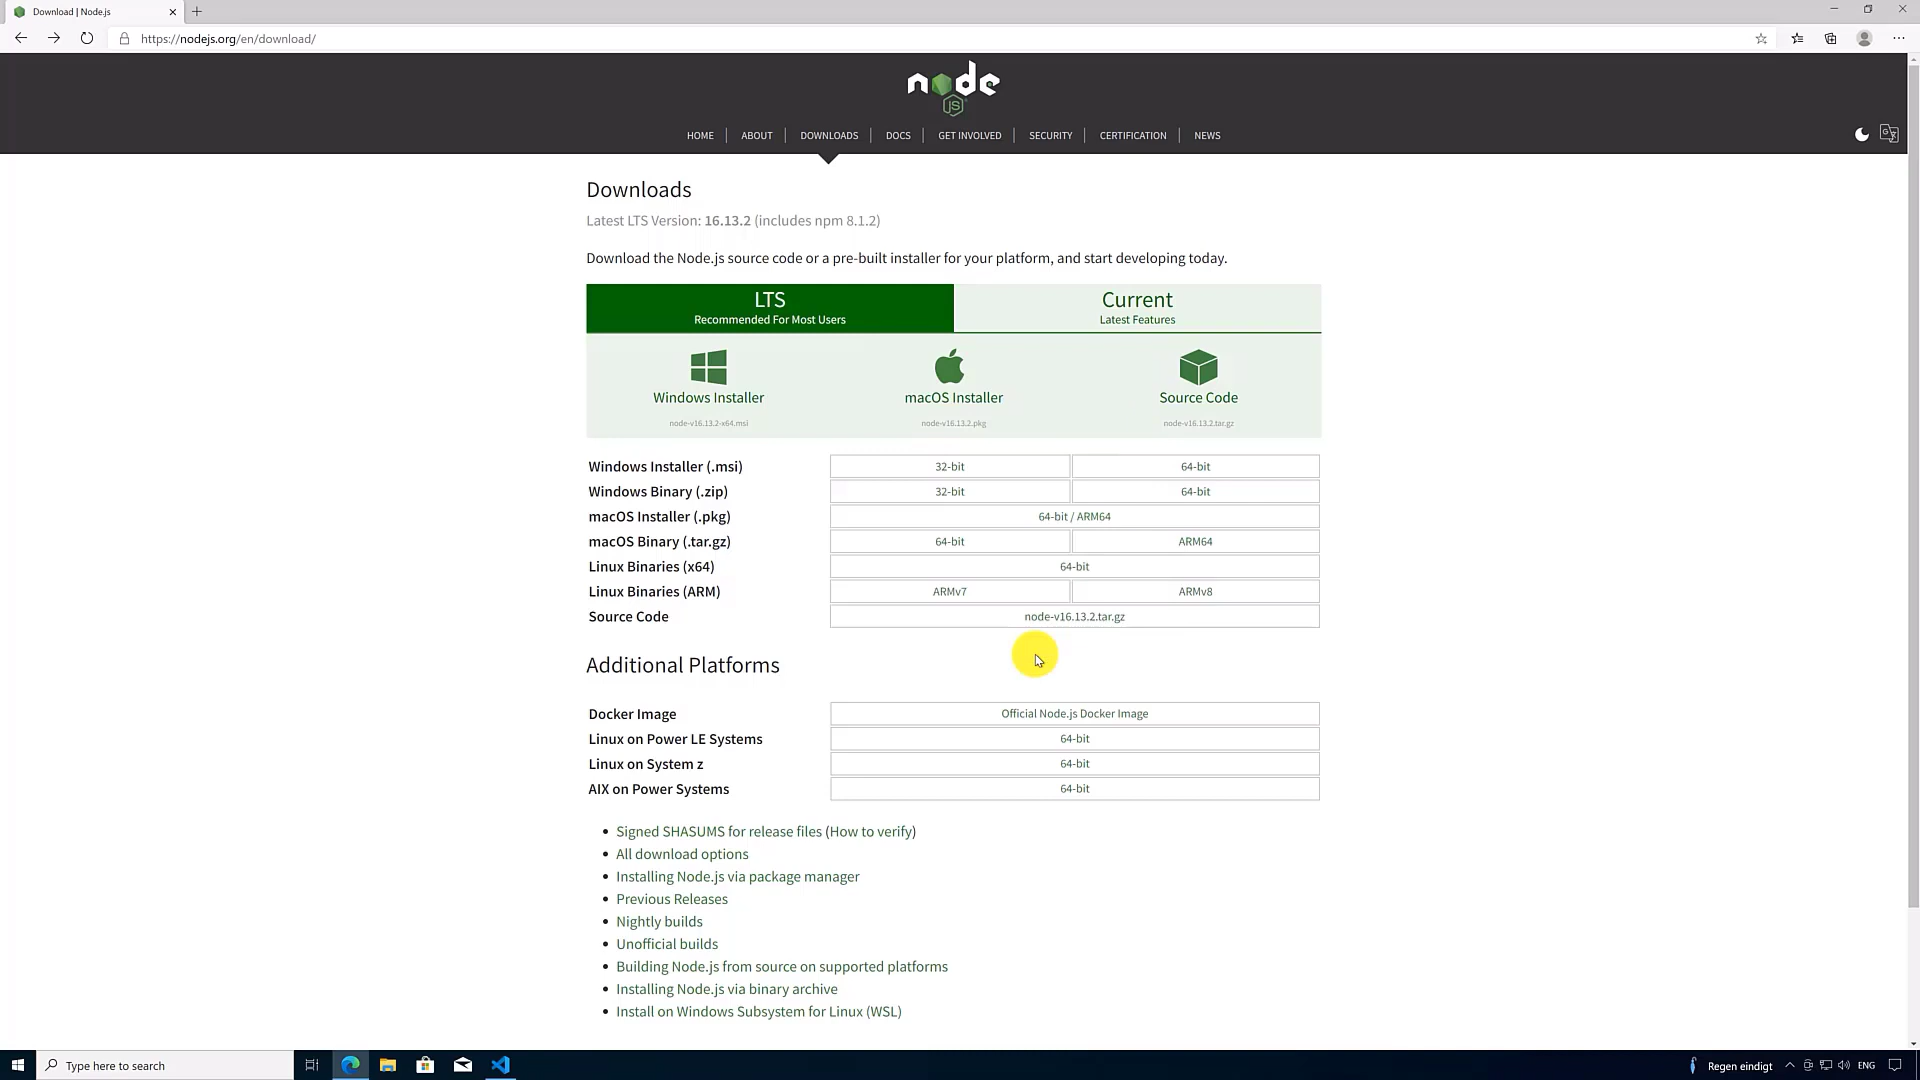 Download | Node.js
https://nodejs.org/en/download/
node
JS
HOME
ABOUT
DOWNLOADS
DOCS
GET INVOLVED
SECURITY
CERTIFICATION
NEWS
Downloads
Latest LTS Version: 16.13.2 (includes npm 8.1.2)
Download the Node.js source code or a pre-built installer for your platform, and start developing today.
LTS
Recommended For Most Users
Current
Latest Features
Windows Installer
node-v16.13.2-x64.msi
macOS Installer
node-v16.13.2.pkg
Source Code
node-v16.13.2.tar.gz
Windows Installer (.msi) 32-bit 64-bit
Windows Binary (.zip) 32-bit 64-bit
macOS Installer (.pkg) 64-bit / ARM64
macOS Binary (.tar.gz) 64-bit ARM64
Linux Binaries (x64) 64-bit
Linux Binaries (ARM) ARMv7 ARMv8
Source Code node-v16.13.2.tar.gz
Additional Platforms
Docker Image Official Node.js Docker Image
Linux on Power LE Systems 64-bit
Linux on System z 64-bit
AIX on Power Systems 64-bit
Signed SHASUMS for release files (How to verify)
All download options
Installing Node.js via package manager
Previous Releases
Nightly builds
Unofficial builds
Building Node.js from source on supported platforms
Installing Node.js via binary archive
Install on Windows Subsystem for Linux (WSL)
Type here to search
Regen eindigt
ENG